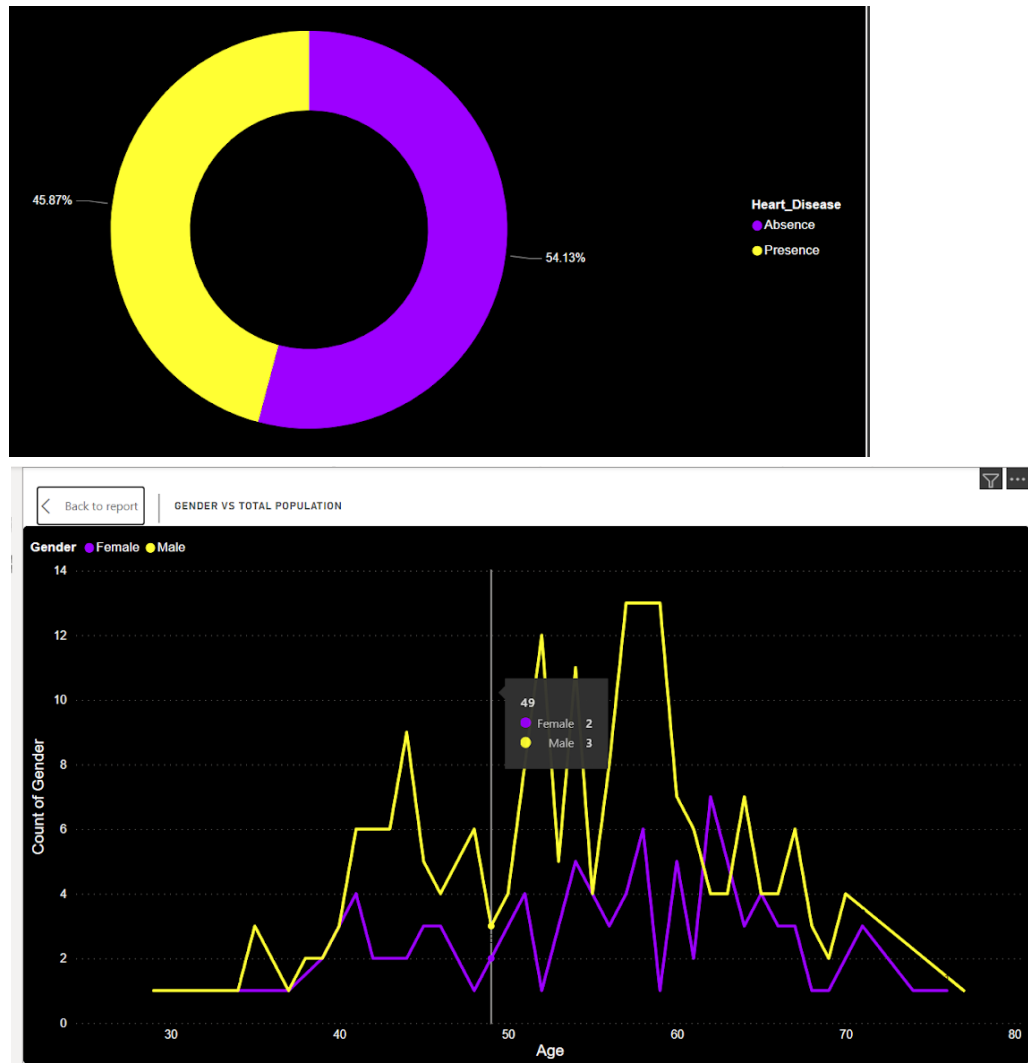 45.87%
54.13%
Heart_Disease
Absence
Presence
Back to report
GENDER VS TOTAL POPULATION
Gender Female Male
14
12
10
8
6
4
2
0
Count of Gender
49
Female 2
Male 3
30 40 50 60 70 80
Age